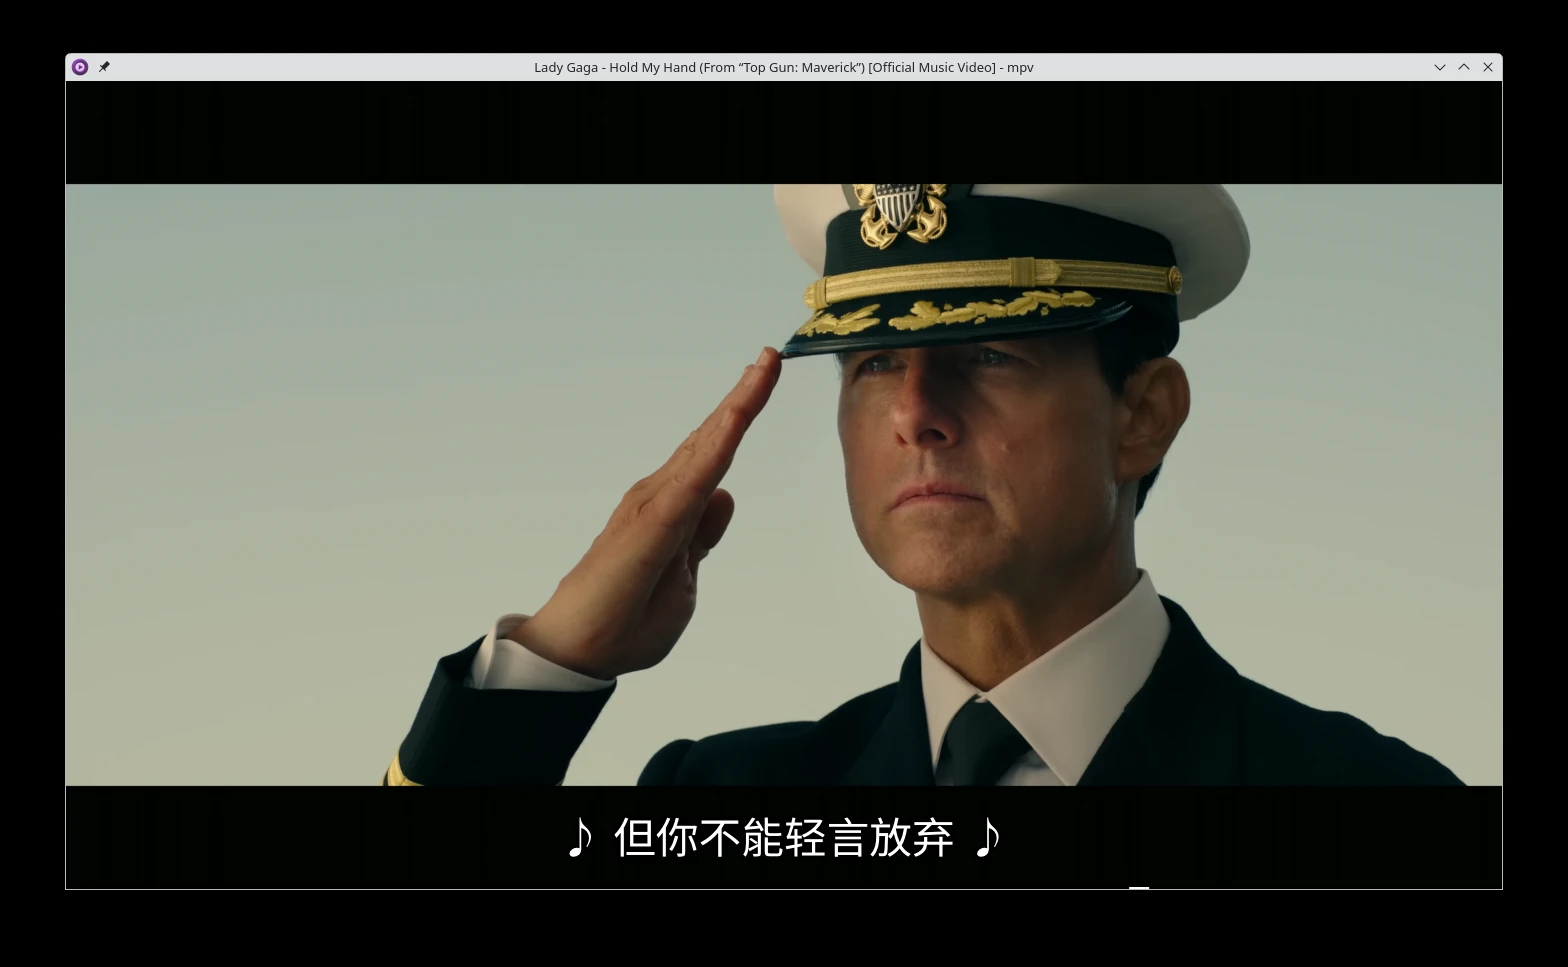 Lady Gaga - Hold My Hand (From “Top Gun: Maverick”) [Official Music Video] - mpv
♪ 但你不能轻言放弃 ♪